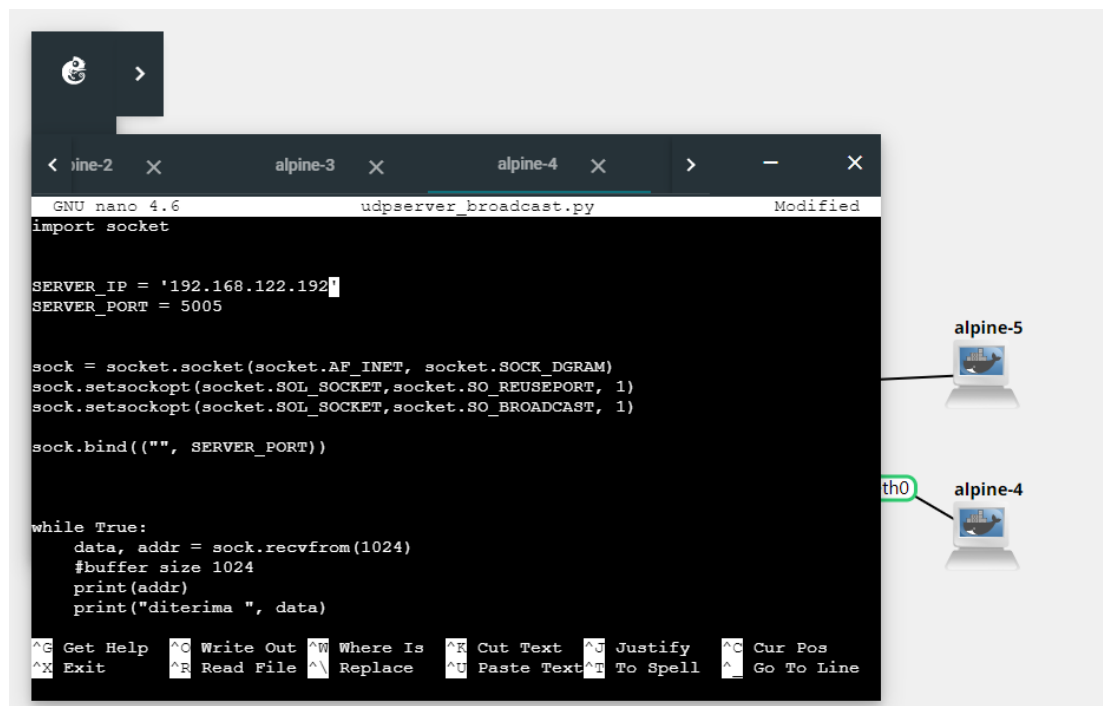 pine-2 alpine-3 alpine-4
GNU nano 4.6 udpserver_broadcast.py Modified
import socket
SERVER_IP = '192.168.122.192'
SERVER_PORT = 5005
sock = socket.socket(socket.AF_INET, socket.SOCK_DGRAM)
sock.setsockopt(socket.SOL_SOCKET,socket.SO_REUSEPORT, 1)
sock.setsockopt(socket.SOL_SOCKET,socket.SO_BROADCAST, 1)
sock.bind(("", SERVER_PORT))
while True:
    data, addr = sock.recvfrom(1024)
    #buffer size 1024
    print(addr)
    print("diterima ", data)
^G Get Help ^O Write Out ^W Where Is ^K Cut Text ^J Justify ^C Cur Pos
^X Exit ^R Read File ^\ Replace ^U Paste Text ^T To Spell ^_ Go To Line
alpine-5
th0
alpine-4